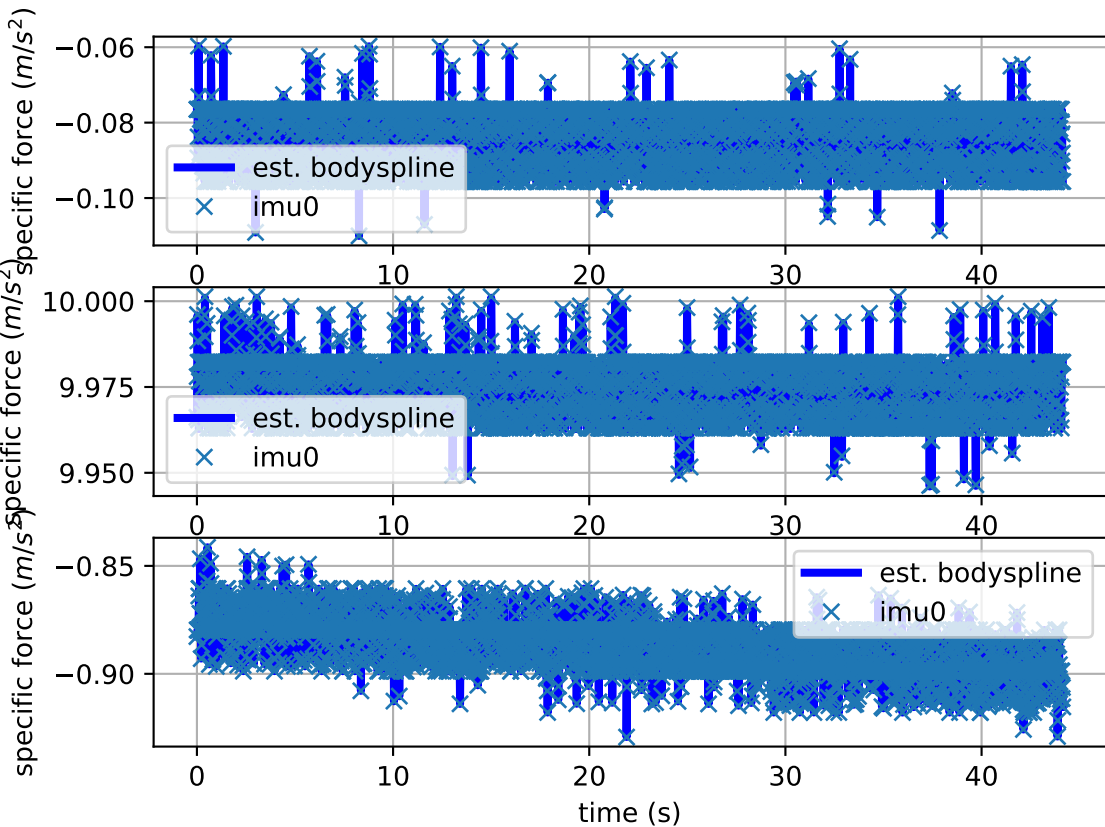 specific force (m/s²)
−0.06
−0.08
−0.10
est. bodyspline
imu0
0 10 20 30 40
specific force (m/s²)
10.000
9.975
9.950
est. bodyspline
imu0
0 10 20 30 40
specific force (m/s²)
−0.85
−0.90
est. bodyspline
imu0
0 10 20 30 40
time (s)